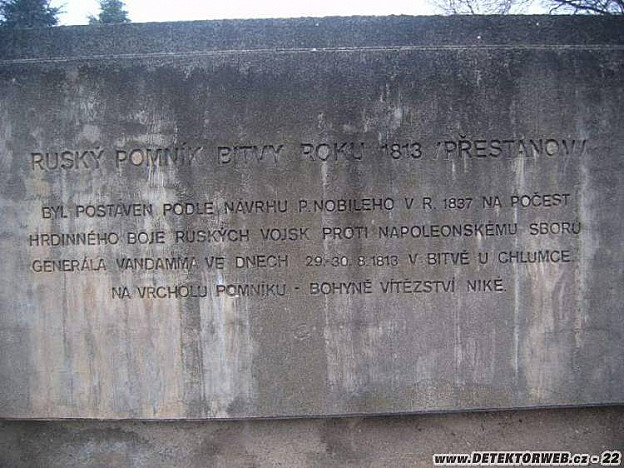 RUSKÝ POMNÍK BITVY ROKU 1813 /PŘESTANOV/
BYL POSTAVEN PODLE NÁVRHU P. NOBILEHO V R. 1837 NA POČEST
HRDINNÉHO BOJE RUSKÝCH VOJSK PROTI NAPOLEONSKÉMU SBORU
GENERÁLA VANDAMMA VE DNECH 29.-30. 8. 1813 V BITVĚ U CHLUMCE.
NA VRCHOLU POMNÍKU - BOHYNĚ VÍTĚZSTVÍ NIKÉ.
www.DETEKTORWEB.cz - 22